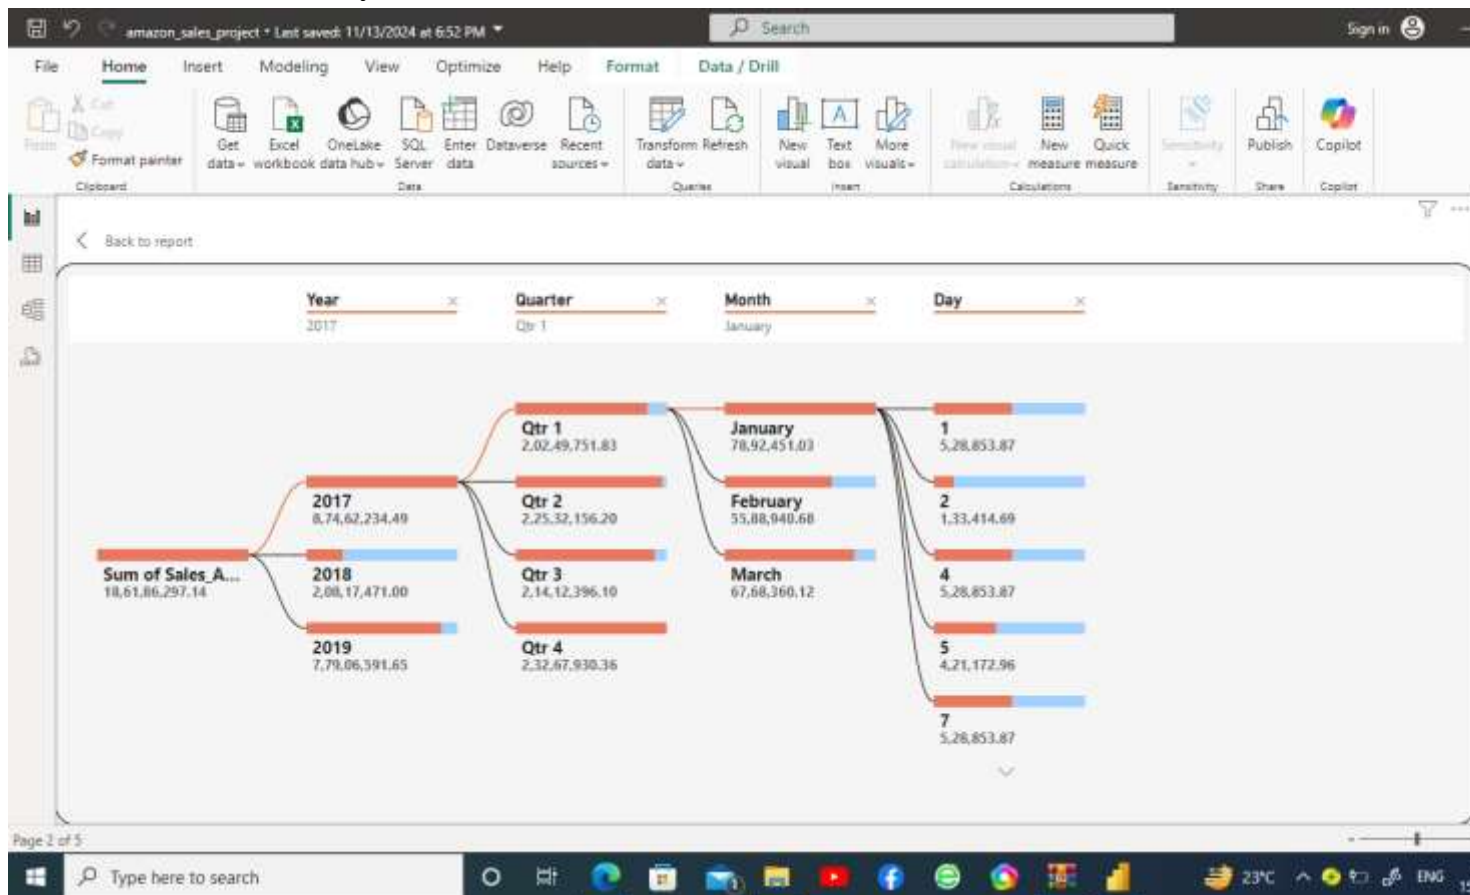 amazon_sales_project • Last saved: 11/13/2024 at 6:52 PM
Search
Sign in
File Home Insert Modeling View Optimize Help Format Data / Drill
Paste
Cut
Copy
Format painter
Get data
Excel workbook
OneLake data hub
SQL Server
Enter data
Dataverse
Recent sources
Transform data
Refresh
New visual
Text box
More visuals
New visual calculation
New measure
Quick measure
Sensitivity
Publish
Copilot
Clipboard Data Queries Insert Calculations Sensitivity Share Copilot
Back to report
Year Quarter Month Day
2017 Qtr 1 January
Sum of Sales_A...
18,61,86,297.14
2017
8,74,62,234.49
2018
2,08,17,471.00
2019
7,79,06,591.65
Qtr 1
2,02,49,751.83
Qtr 2
2,25,32,156.20
Qtr 3
2,14,12,396.10
Qtr 4
2,32,67,930.36
January
78,92,451.03
February
55,88,940.68
March
67,68,360.12
1
5,28,853.87
2
1,33,414.69
4
5,28,853.87
5
4,21,172.96
7
5,28,853.87
Page 2 of 5
Type here to search
23°C
ENG